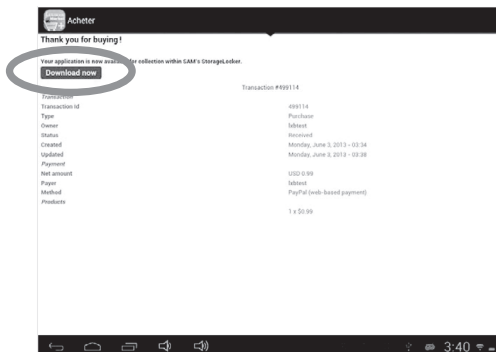 Acheter
Thank you for buying !
Your application is now available for collection within SAM's StorageLocker.
Download now
Transaction #499114
Transaction
Transaction Id 499114
Type Purchase
Owner lxbtest
Status Received
Created Monday, June 3, 2013 - 03:34
Updated Monday, June 3, 2013 - 03:38
Payment
Net amount USD 0.99
Payer lxbtest
Method PayPal (web-based payment)
Products
1 x $0.99
3:40